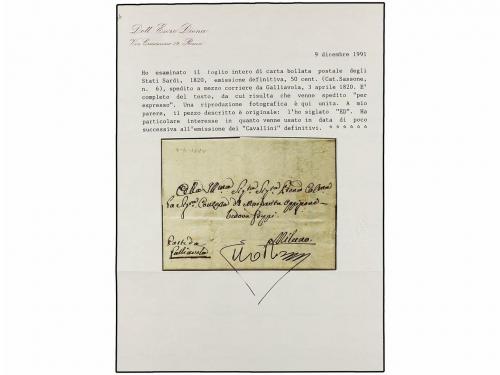 Dott. Enzo Diena
9 dicembre 1991
Ho esaminato il foglio intero di carta bollata postale degli
Stati Sardi, 1820, emissione definitiva, 50 cent. (Cat.Sassone,
n. 6), spedito a mezzo corriere da Galliavola, 3 aprile 1820. E'
completo del testo, da cui risulta che venne spedito "per
espresso". Una riproduzione fotografica è qui unita. A mio
parere, il pezzo descritto è originale: l'ho siglato "ED". Ha
particolare interesse in quanto venne usato in data di poco
successiva all'emissione dei "Cavallini" definitivi. * * * * * *
Milano
Galliavola